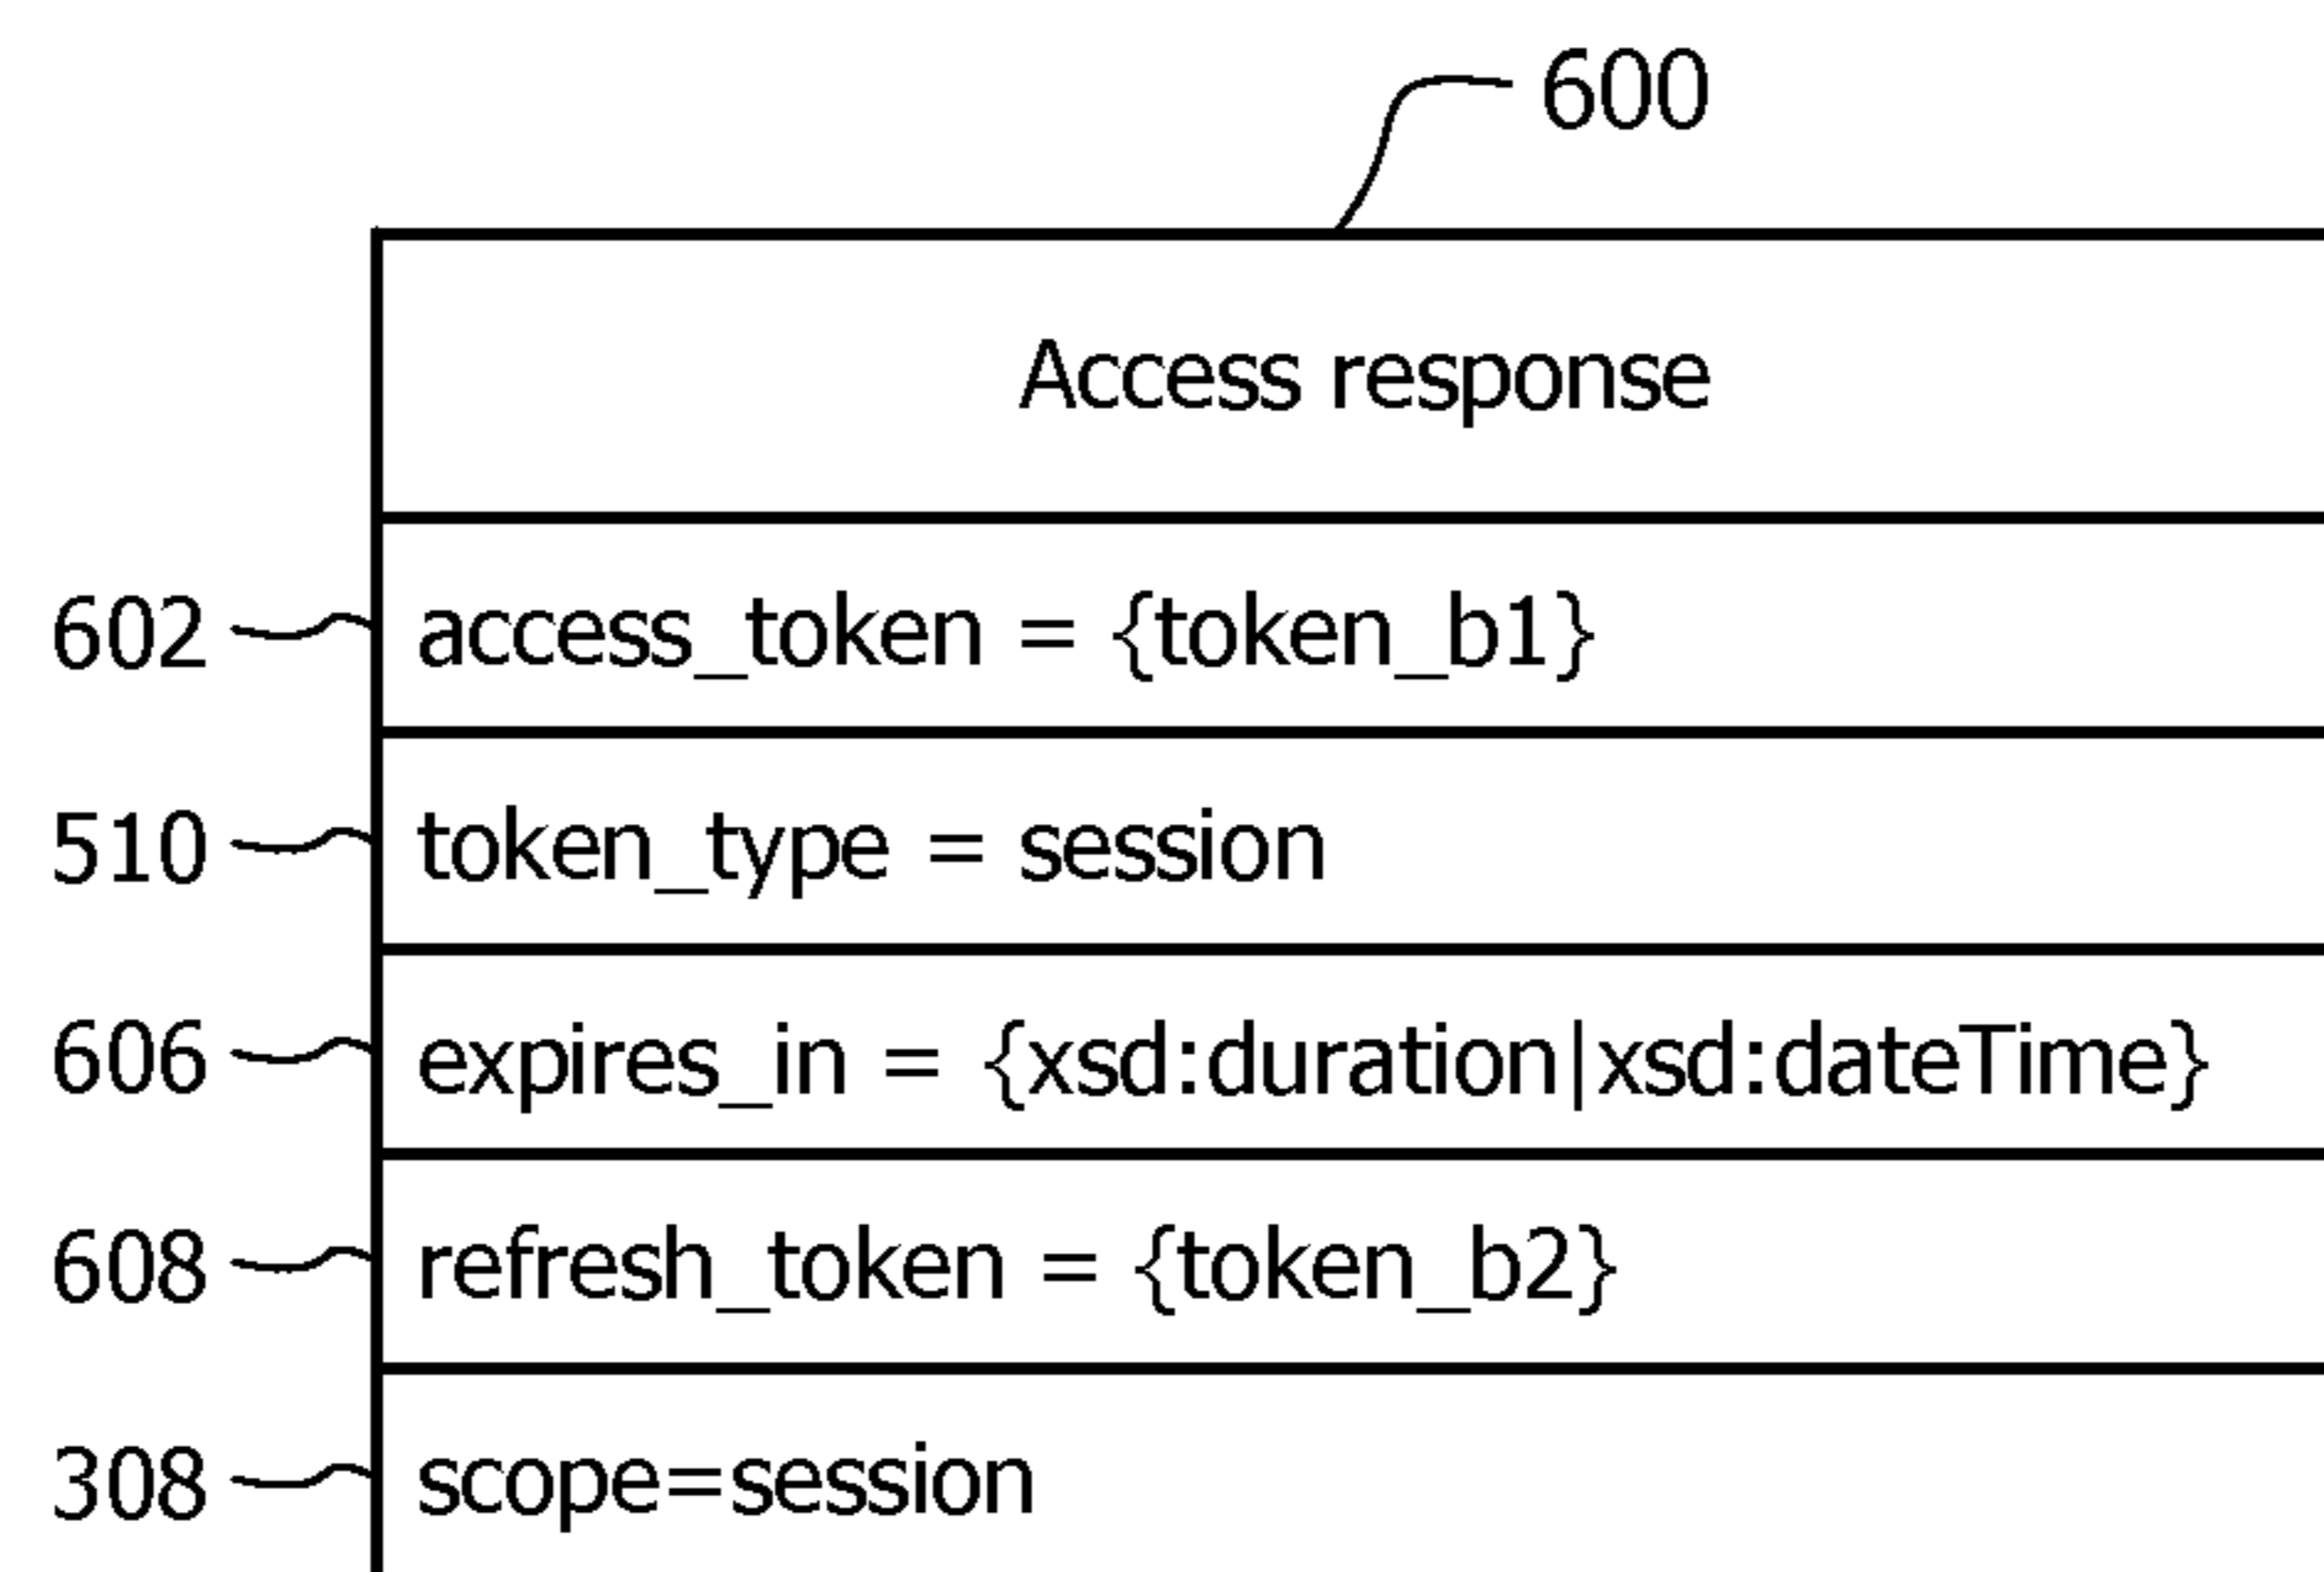 600
Access response
602 access_token = {token_b1}
510 token_type = session
606 expires_in = {xsd:duration|xsd:dateTime}
608 refresh_token = {token_b2}
308 scope=session